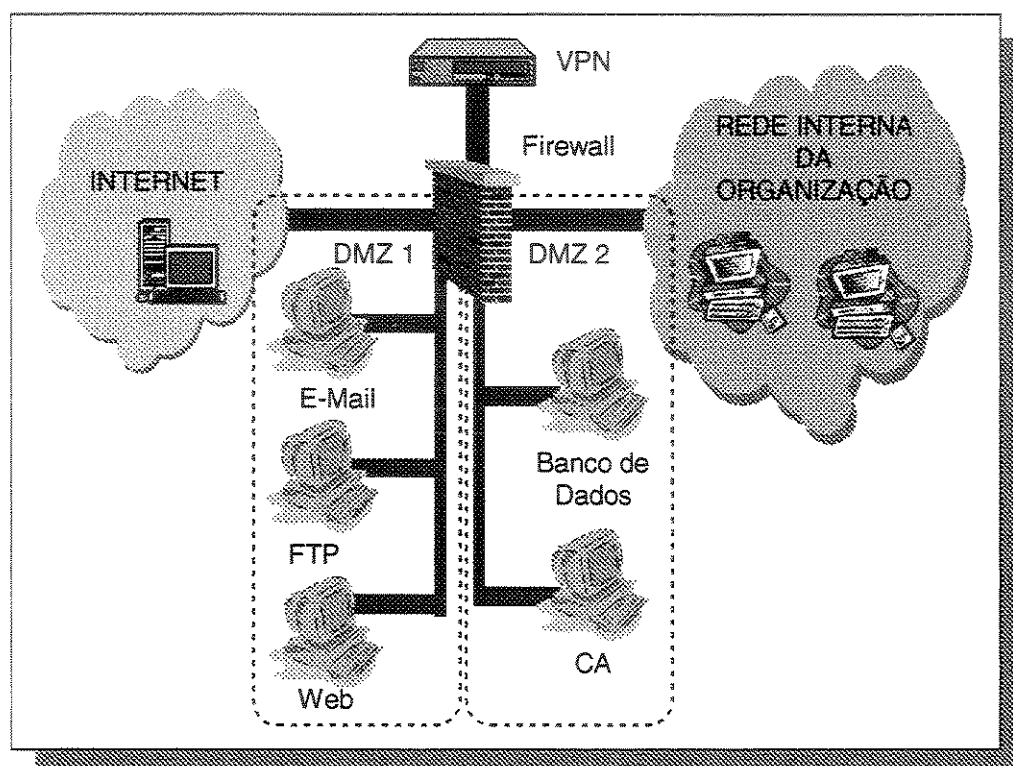 VPN
Firewall
INTERNET
REDE INTERNA
DA
ORGANIZAÇÃO
DMZ 1
DMZ 2
E-Mail
Banco de
Dados
FTP
CA
Web